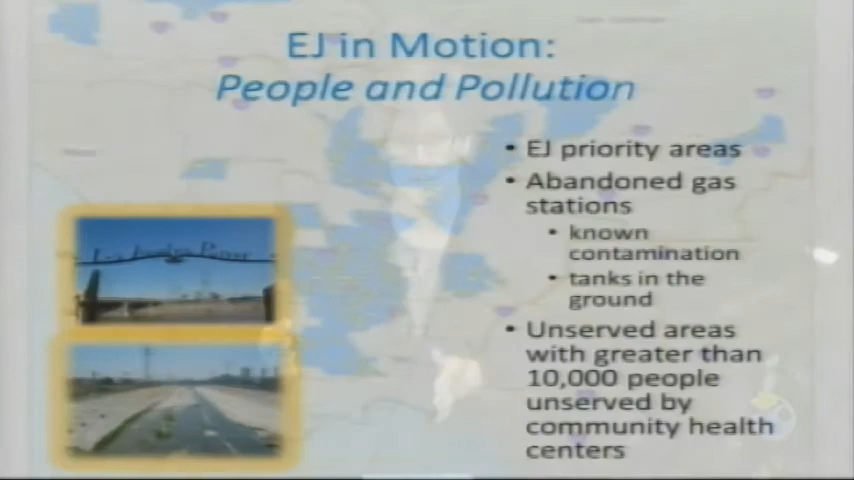 EJ in Motion:
People and Pollution
• EJ priority areas
• Abandoned gas
stations
• known
contamination
• tanks in the
ground
• Unserved areas
with greater than
10,000 people
unserved by
community health
centers